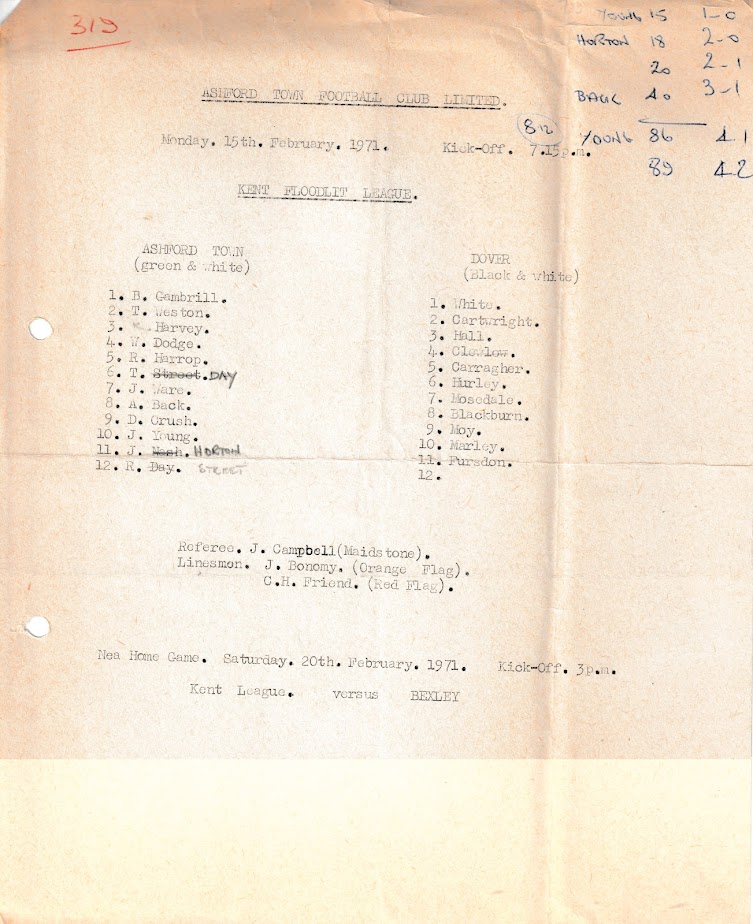 319
YOUNG 15 1-0
HORTON 18 2-0
20 2-1
BACK 40 3-1
YOUNG 86 4.1
89 4.2
ASHFORD TOWN FOOTBALL CLUB LIMITED.
812
Monday. 15th. February. 1971. Kick-Off. 7.15p.m.
KENT FLOODLIT LEAGUE.
ASHFORD TOWN
(green & white)
1. B. Gambrill.
2. T. Weston.
3. Harvey.
4. W. Dodge.
5. R. Harrop.
6. T. Street. DAY
7. J. Ware.
8. A. Back.
9. D. Crush.
10. J. Young.
11. J. Nash. HORTON
12. R. Day. STREET
DOVER
(Black & white)
1. White.
2. Cartwright.
3. Hall.
4. Clewlow.
5. Carragher.
6. Hurley.
7. Mosedale.
8. Blackburn.
9. Moy.
10. Marley.
11. Fursdon.
12.
Referee. J. Campbell(Maidstone).
Linesmen. J. Bonomy. (Orange Flag).
C.H. Friend. (Red Flag).
Nea Home Game. Saturday. 20th. February. 1971. Kick-Off. 3p.m.
Kent League. versus BEXLEY